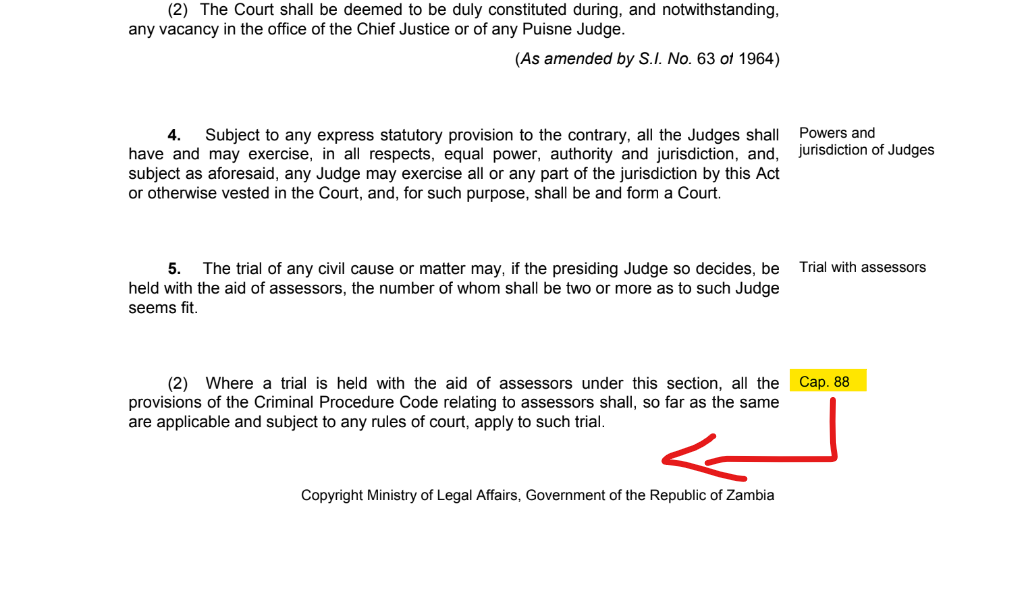 (2) The Court shall be deemed to be duly constituted during, and notwithstanding,
any vacancy in the office of the Chief Justice or of any Puisne Judge.
(As amended by S.I. No. 63 of 1964)
4. Subject to any express statutory provision to the contrary, all the Judges shall
have and may exercise, in all respects, equal power, authority and jurisdiction, and,
subject as aforesaid, any Judge may exercise all or any part of the jurisdiction by this Act
or otherwise vested in the Court, and, for such purpose, shall be and form a Court.
Powers and
jurisdiction of Judges
5. The trial of any civil cause or matter may, if the presiding Judge so decides, be
held with the aid of assessors, the number of whom shall be two or more as to such Judge
seems fit.
Trial with assessors
(2) Where a trial is held with the aid of assessors under this section, all the
provisions of the Criminal Procedure Code relating to assessors shall, so far as the same
are applicable and subject to any rules of court, apply to such trial.
Cap. 88
Copyright Ministry of Legal Affairs, Government of the Republic of Zambia